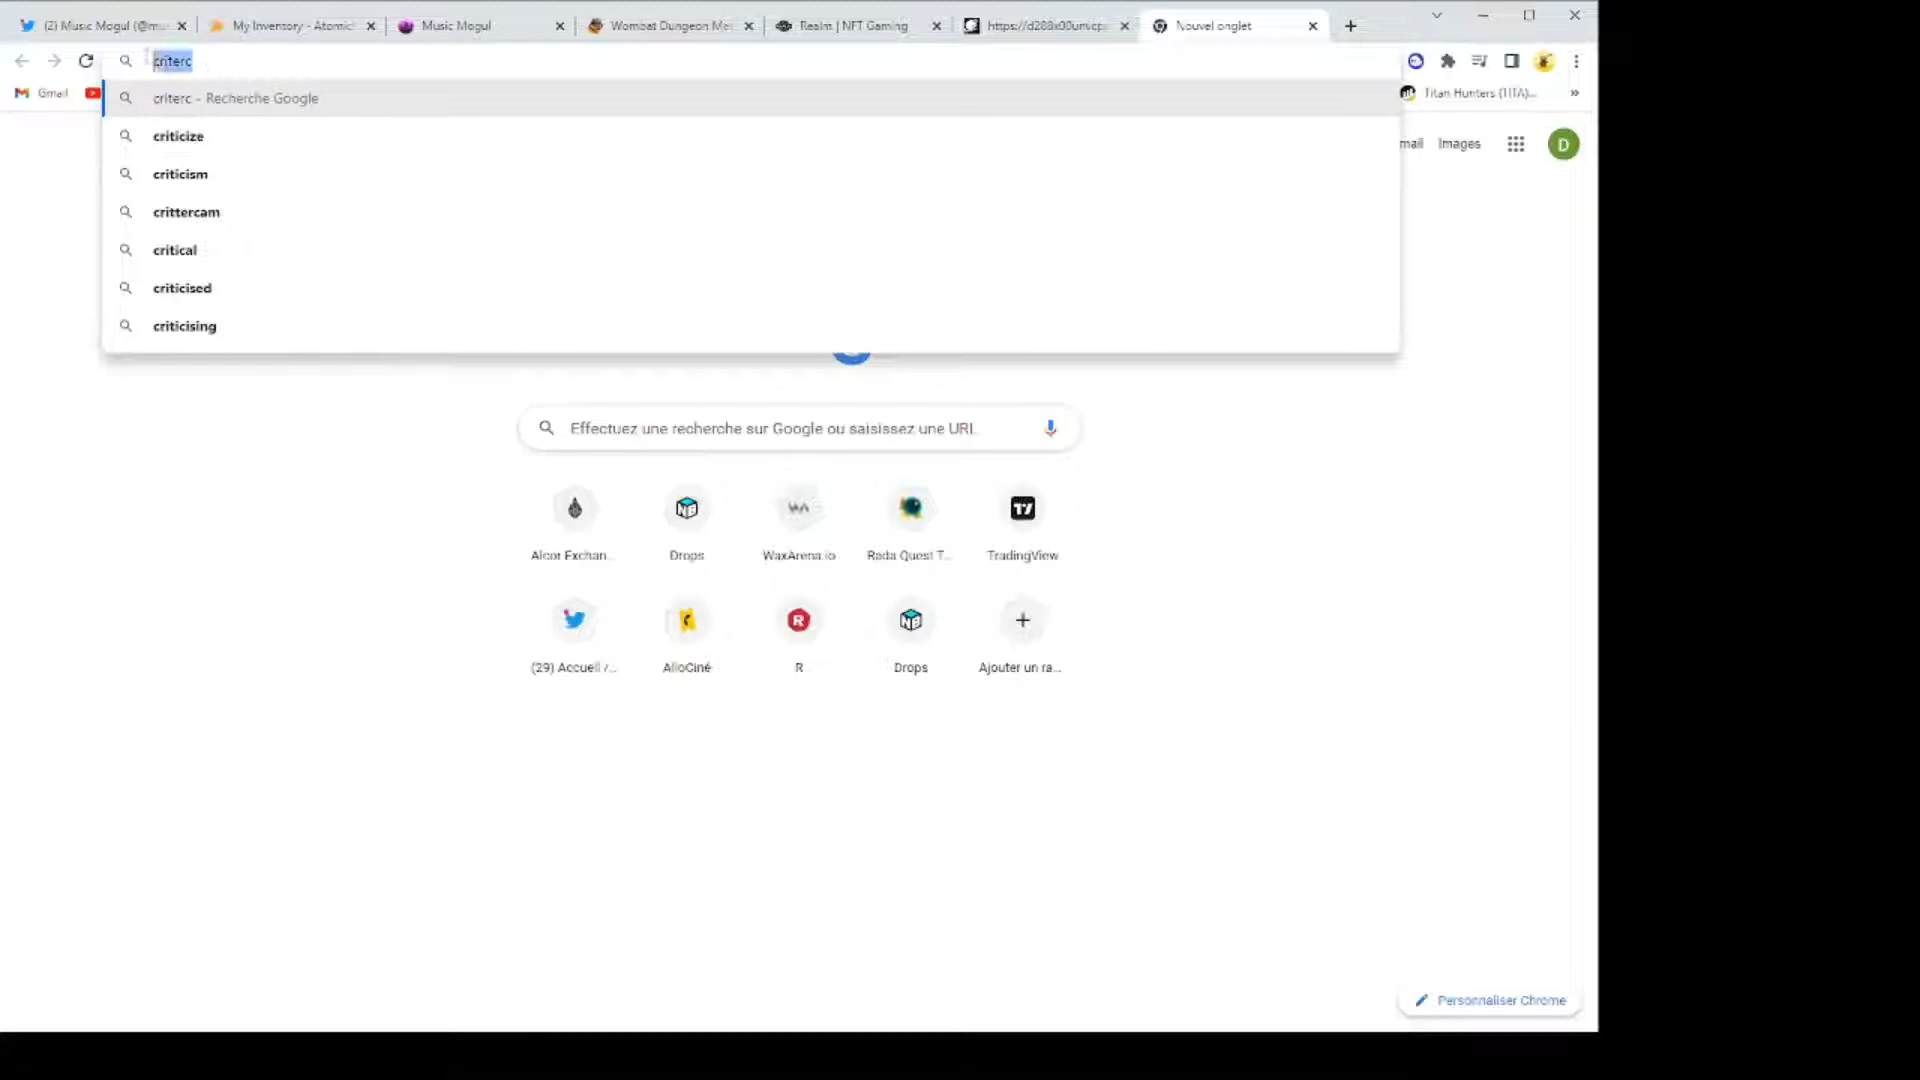 (2) Music Mogul (@mu
My Inventory - Atomic
Music Mogul
Wombat Dungeon Me
Realm | NFT Gaming
Nouvel onglet
criterc
Gmail
criterc - Recherche Google
Titan Hunters (TITA)...
»
criticize
mail
Images
D
criticism
crittercam
critical
criticised
criticising
Effectuez une recherche sur Google ou saisissez une URL
Alcor Exchan...
Drops
WaxArena.io
Rada Quest T...
TradingView
(29) Accueil /...
AlloCiné
R
Drops
Ajouter un ra...
Personnaliser Chrome